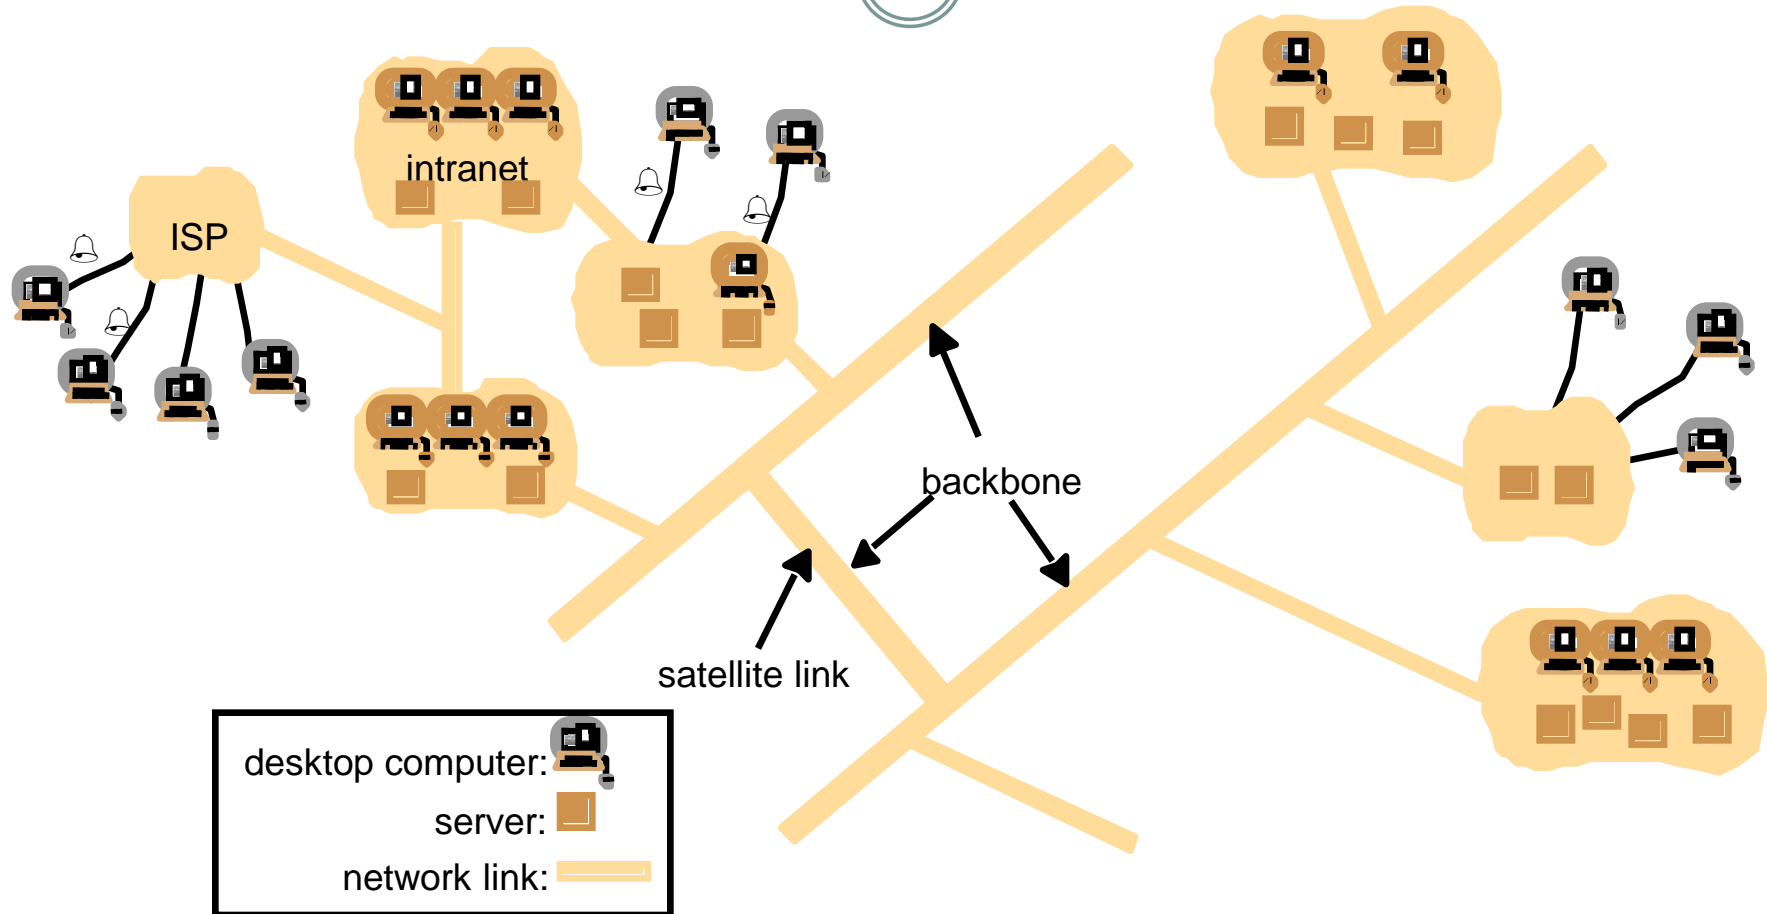 intranet
ISP
backbone
satellite link
desktop computer:
server:
network link: